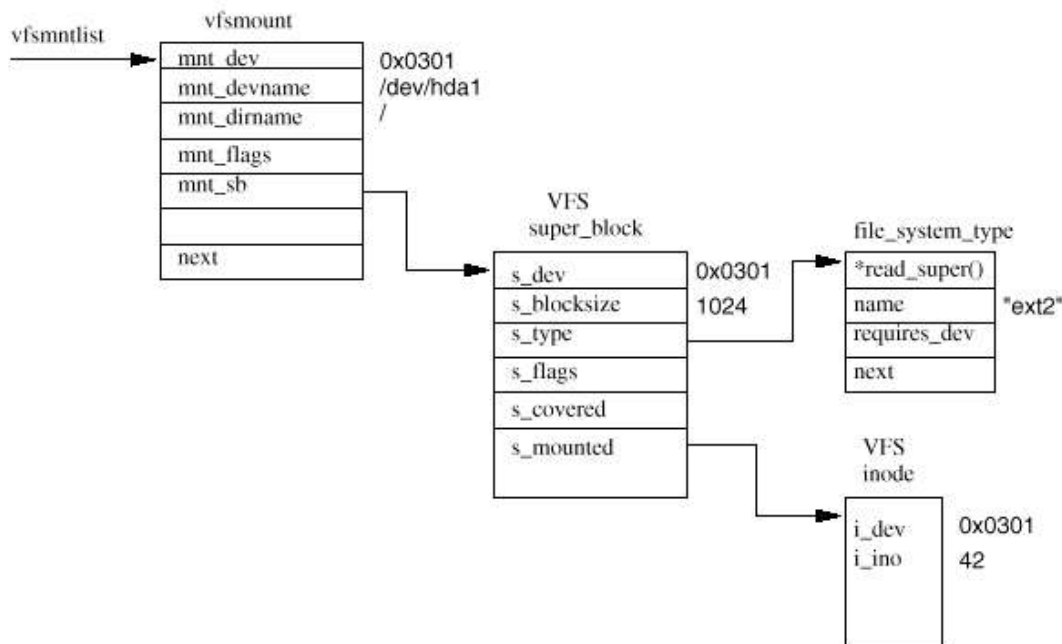 vfsmntlist
vfsmount
mnt_dev
0x0301
mnt_devname
/dev/hda1
mnt_dirname
/
mnt_flags
mnt_sb
next
VFS
super_block
s_dev
0x0301
s_blocksize
1024
s_type
s_flags
s_covered
s_mounted
file_system_type
*read_super()
name
"ext2"
requires_dev
next
VFS
inode
i_dev
0x0301
i_ino
42